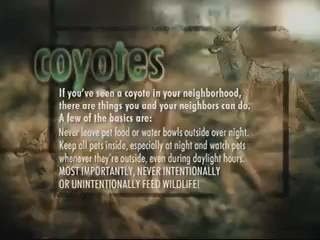 coyotes
If you've seen a coyote in your neighborhood,
there are things you and your neighbors can do.
A few of the basics are:
Never leave pet food or water bowls outside over night.
Keep all pets inside, especially at night and watch pets
whenever they're outside, even during daylight hours.
MOST IMPORTANTLY, NEVER INTENTIONALLY
OR UNINTENTIONALLY FEED WILDLIFE!